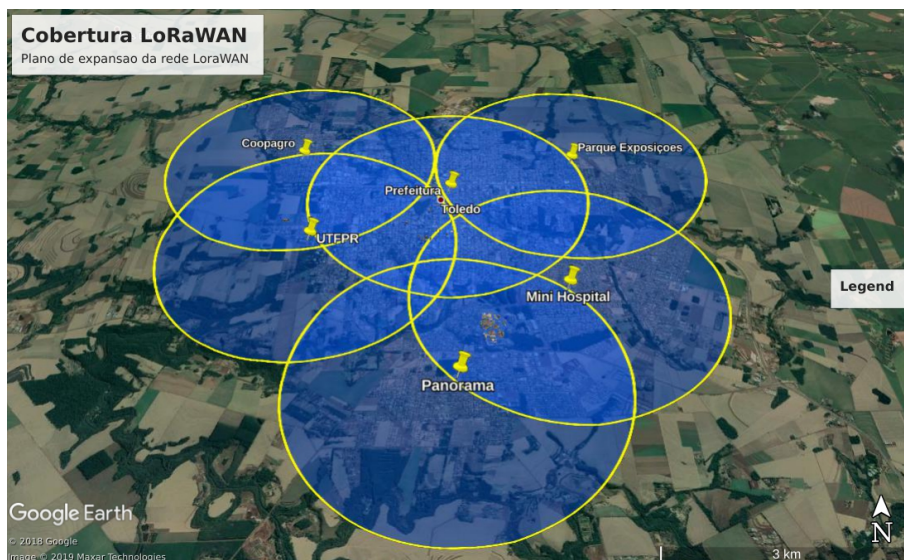 Cobertura LoRaWAN
Plano de expansao da rede LoraWAN
Coopagro
Parque Exposiçoes
Prefeitura
Toledo
UTFPR
Mini Hospital
Legend
Panorama
Google Earth
© 2018 Google
Image © 2019 Maxar Technologies
3 km
N